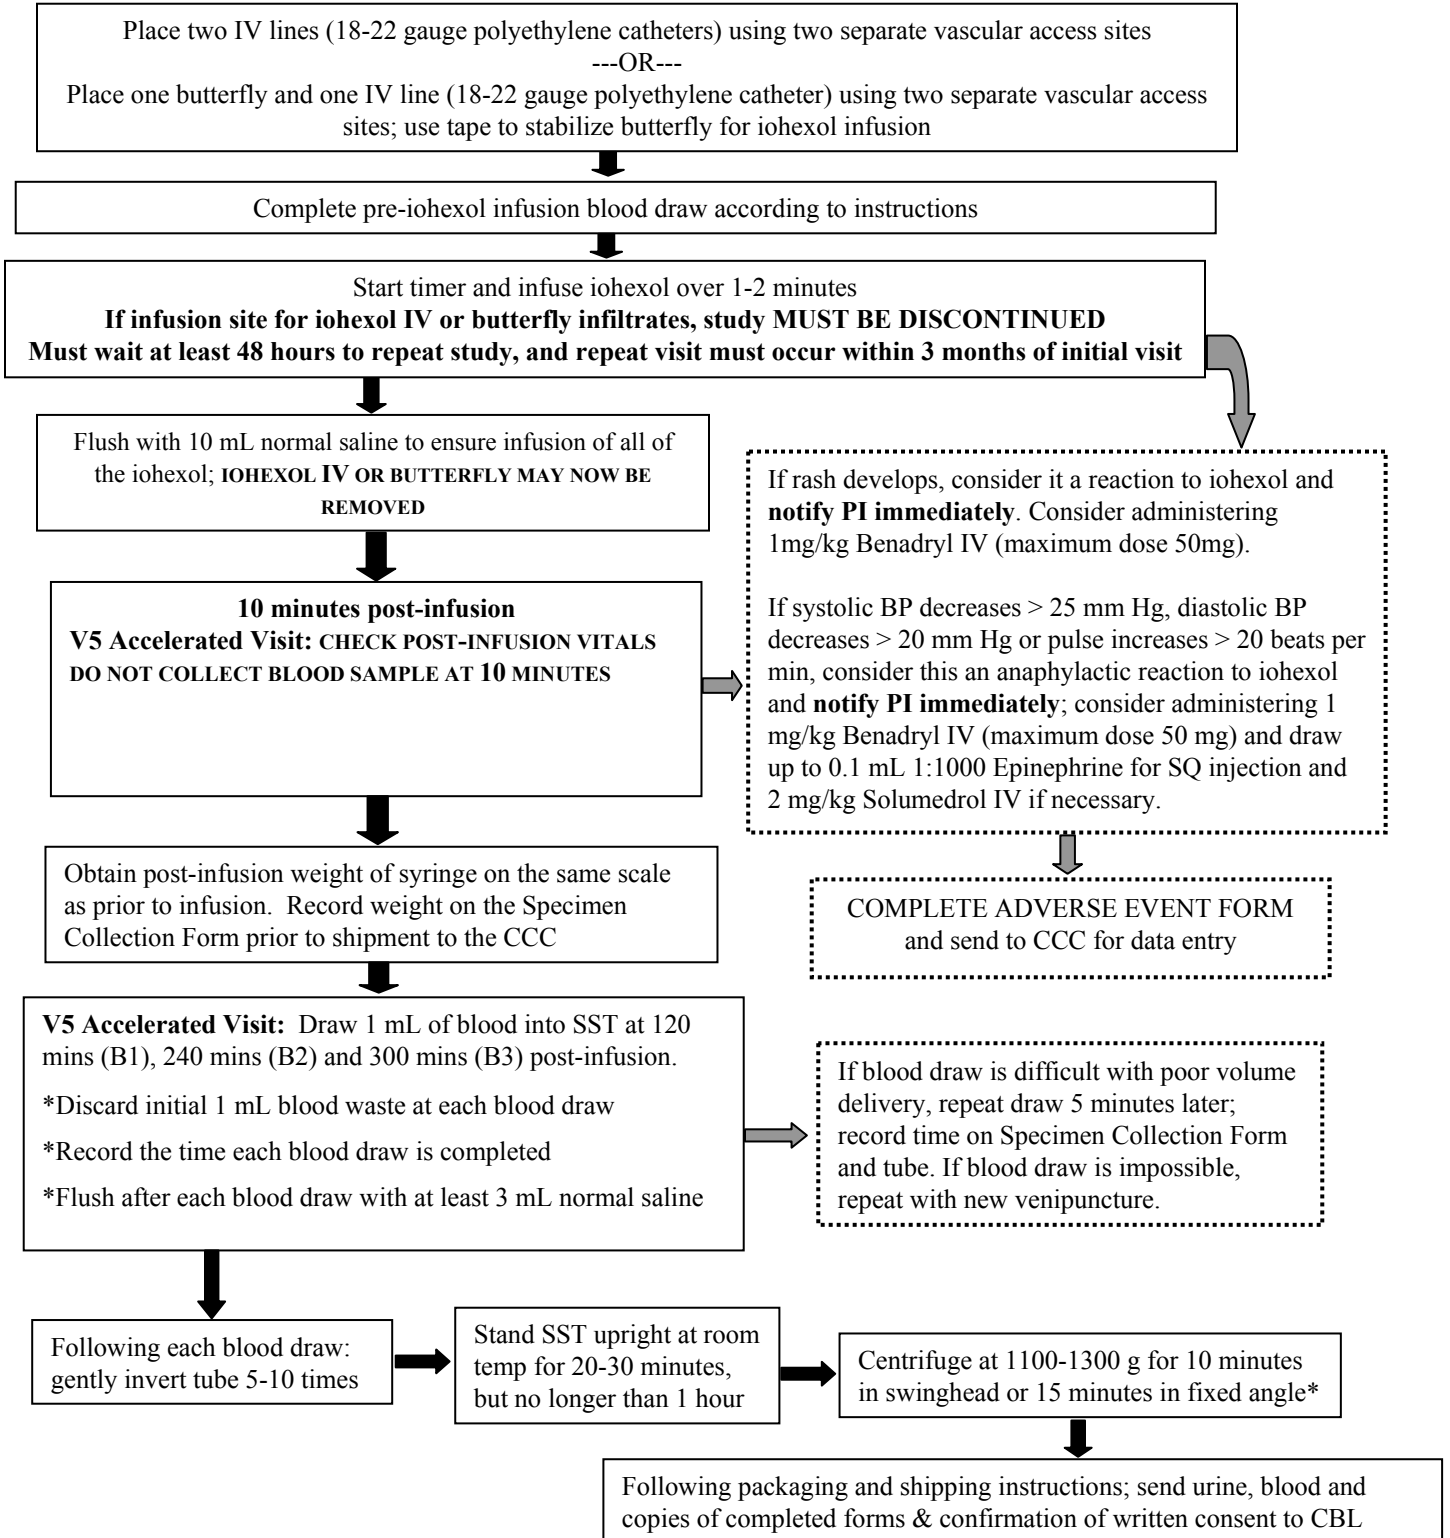 Place two IV lines (18-22 gauge polyethylene catheters) using two separate vascular access sites
---OR---
Place one butterfly and one IV line (18-22 gauge polyethylene catheter) using two separate vascular access
sites; use tape to stabilize butterfly for iohexol infusion
Complete pre-iohexol infusion blood draw according to instructions
Start timer and infuse iohexol over 1-2 minutes
If infusion site for iohexol IV or butterfly infiltrates, study MUST BE DISCONTINUED
Must wait at least 48 hours to repeat study, and repeat visit must occur within 3 months of initial visit
Flush with 10 mL normal saline to ensure infusion of all of
the iohexol; IOHEXOL IV OR BUTTERFLY MAY NOW BE
REMOVED
If rash develops, consider it a reaction to iohexol and
notify PI immediately. Consider administering
1mg/kg Benadryl IV (maximum dose 50mg).
If systolic BP decreases > 25 mm Hg, diastolic BP
decreases > 20 mm Hg or pulse increases > 20 beats per
min, consider this an anaphylactic reaction to iohexol
and notify PI immediately; consider administering 1
mg/kg Benadryl IV (maximum dose 50 mg) and draw
up to 0.1 mL 1:1000 Epinephrine for SQ injection and
2 mg/kg Solumedrol IV if necessary.
10 minutes post-infusion
V5 Accelerated Visit: CHECK POST-INFUSION VITALS
DO NOT COLLECT BLOOD SAMPLE AT 10 MINUTES
Obtain post-infusion weight of syringe on the same scale
as prior to infusion.  Record weight on the Specimen
Collection Form prior to shipment to the CCC
COMPLETE ADVERSE EVENT FORM
and send to CCC for data entry
V5 Accelerated Visit:  Draw 1 mL of blood into SST at 120
mins (B1), 240 mins (B2) and 300 mins (B3) post-infusion.
*Discard initial 1 mL blood waste at each blood draw
*Record the time each blood draw is completed
*Flush after each blood draw with at least 3 mL normal saline
If blood draw is difficult with poor volume
delivery, repeat draw 5 minutes later;
record time on Specimen Collection Form
and tube. If blood draw is impossible,
repeat with new venipuncture.
Following each blood draw:
gently invert tube 5-10 times
Stand SST upright at room
temp for 20-30 minutes,
but no longer than 1 hour
Centrifuge at 1100-1300 g for 10 minutes
in swinghead or 15 minutes in fixed angle*
Following packaging and shipping instructions; send urine, blood and
copies of completed forms & confirmation of written consent to CBL